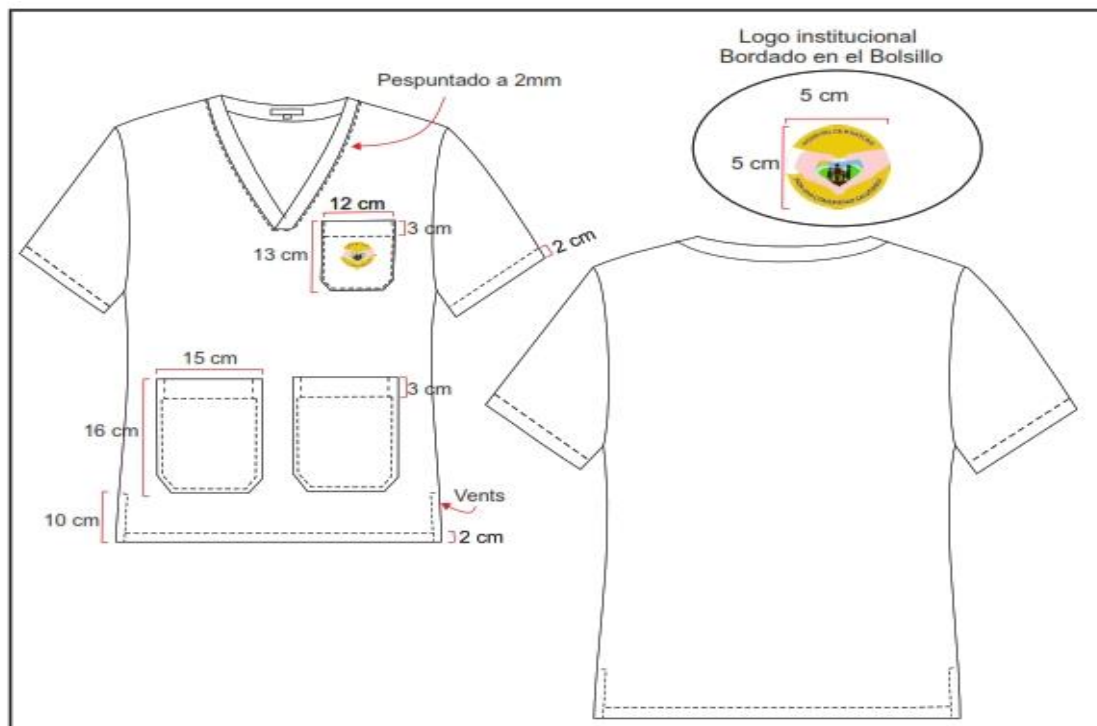 Logo institucional
Bordado en el Bolsillo
5 cm
5 cm
Pespuntado a 2mm
12 cm
3 cm
13 cm
2 cm
15 cm
3 cm
16 cm
Vents
10 cm
2 cm